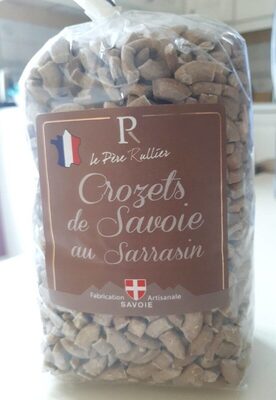 R
le Père Rullier
Crozets
de Savoie
au Sarrasin
Fabrication Artisanale
SAVOIE